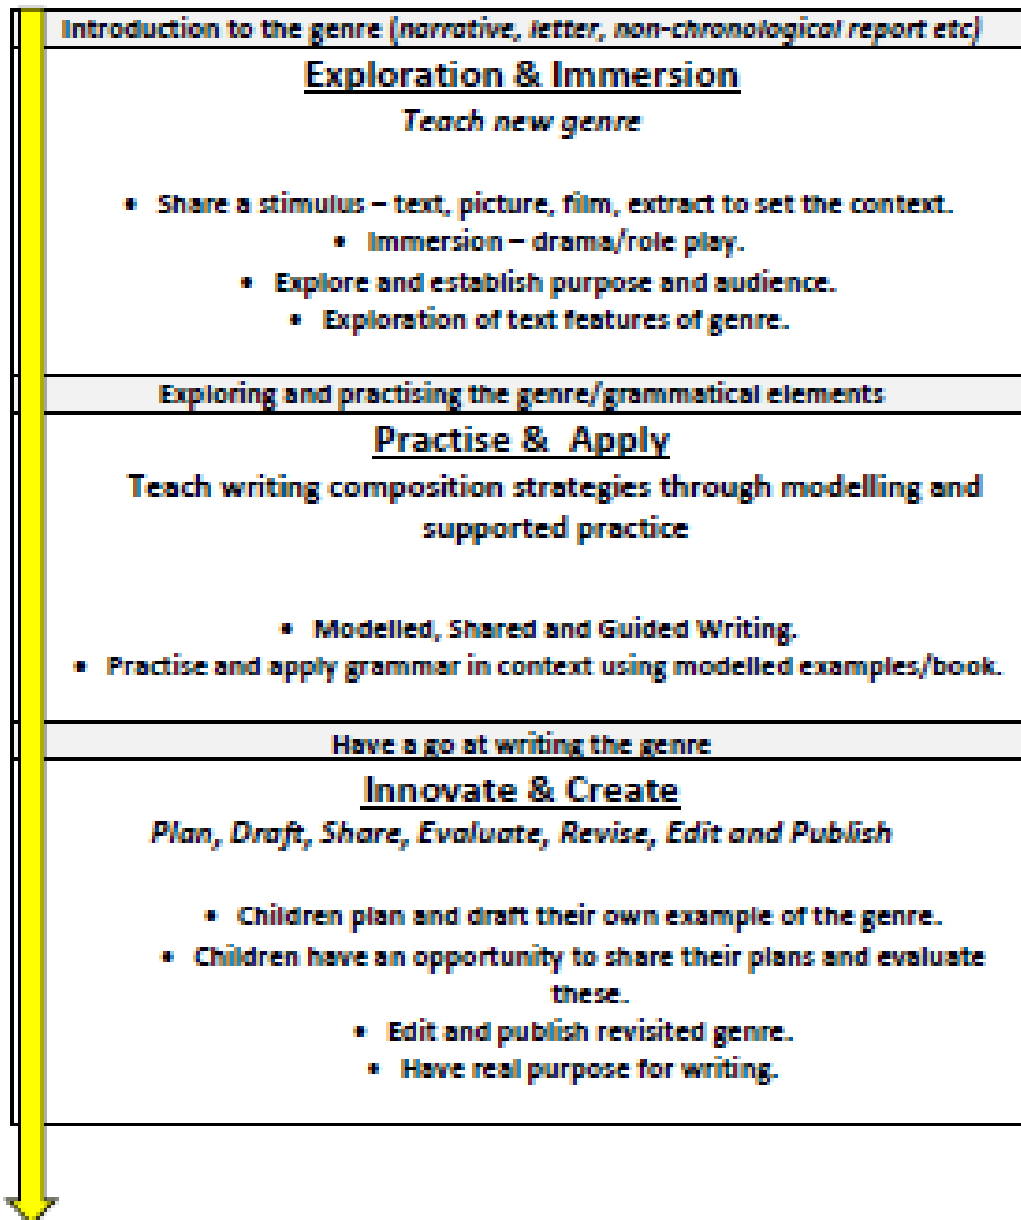 Introduction to the genre (narrative, letter, non-chronological report etc)
Exploration & Immersion
Teach new genre
• Share a stimulus – text, picture, film, extract to set the context.
• Immersion – drama/role play.
• Explore and establish purpose and audience.
• Exploration of text features of genre.
Exploring and practising the genre/grammatical elements
Practise & Apply
Teach writing composition strategies through modelling and
supported practice
• Modelled, Shared and Guided Writing.
• Practise and apply grammar in context using modelled examples/book.
Have a go at writing the genre
Innovate & Create
Plan, Draft, Share, Evaluate, Revise, Edit and Publish
• Children plan and draft their own example of the genre.
• Children have an opportunity to share their plans and evaluate
these.
• Edit and publish revisited genre.
• Have real purpose for writing.